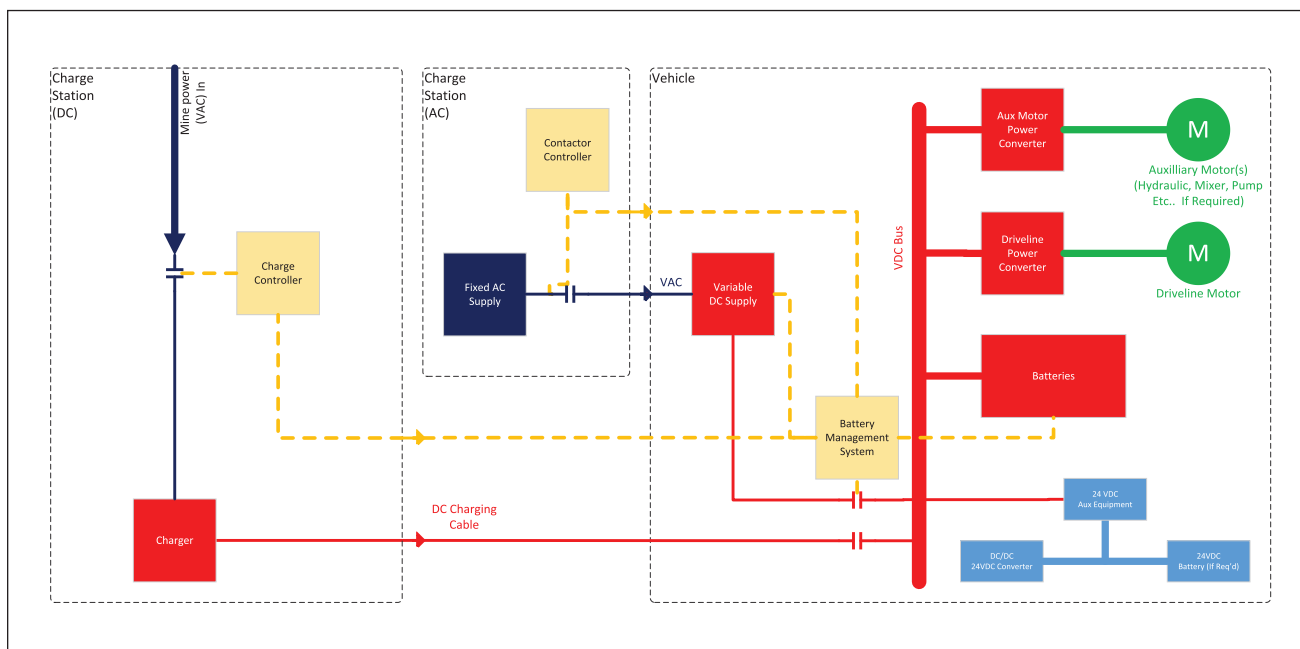 Charge
Station
(DC)
Mine power
(VAC) In
Charge
Controller
Charger
DC Charging
Cable
Charge
Station
(AC)
Contactor
Controller
Fixed AC
Supply
VAC
Vehicle
Variable
DC Supply
Battery
Management
System
VDC Bus
Aux Motor
Power
Converter
M
Auxilliary Motor(s)
(Hydraulic, Mixer, Pump
Etc.. If Required)
Driveline
Power
Converter
M
Driveline Motor
Batteries
24 VDC
Aux Equipment
DC/DC
24VDC Converter
24VDC
Battery (If Req'd)